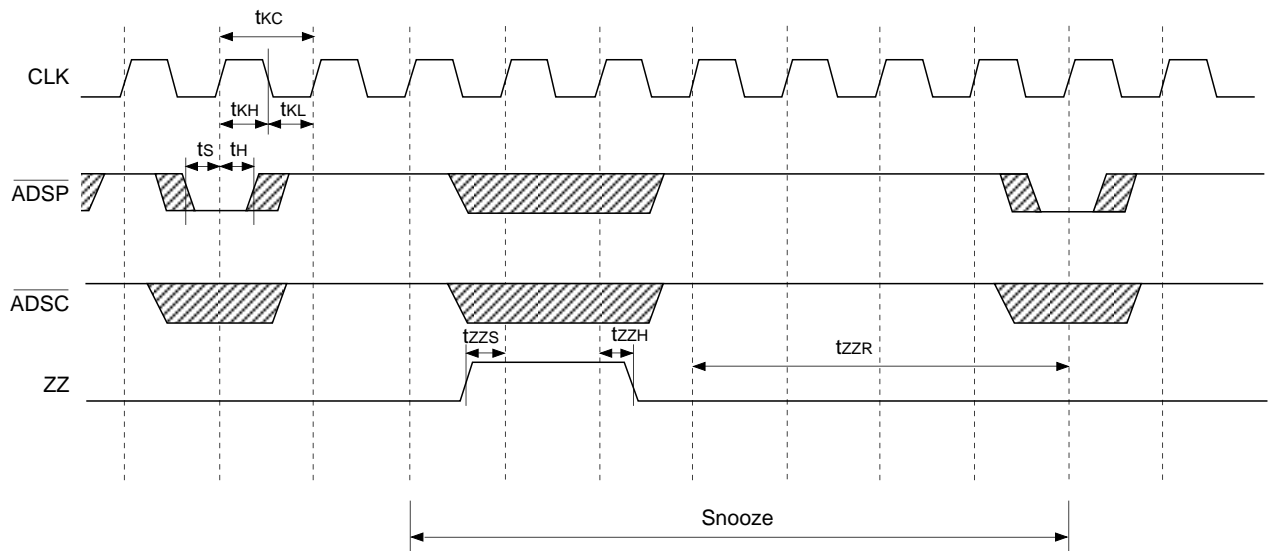 tKC
CLK
tKH
tKL
tS
tH
ADSP
ADSC
tZZS
tZZH
tZZR
ZZ
Snooze